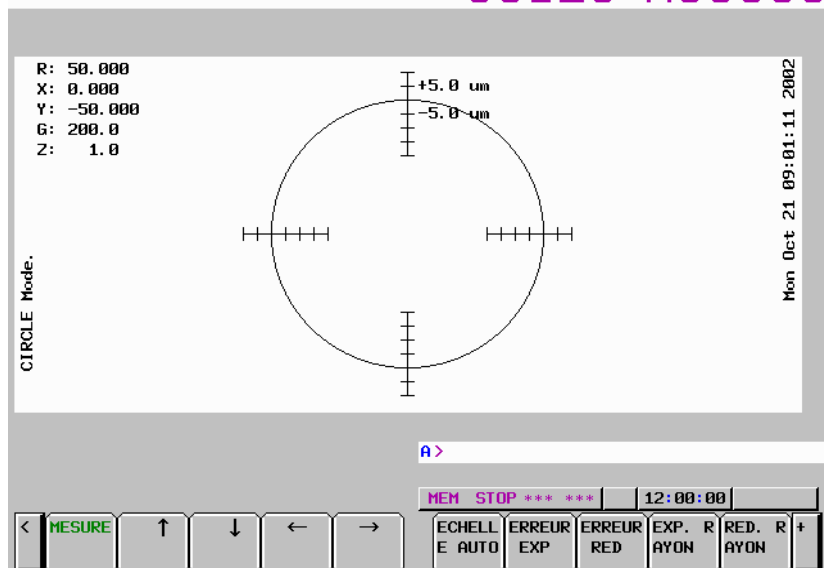 R: 50.000
X: 0.000
Y: -50.000
G: 200.0
Z: 1.0
+5.0 um
-5.0 um
Mon Oct 21 09:01:11 2002
CIRCLE Mode.
A>
MEM STOP *** ***
12:00:00
< MESURE ↑ ↓ ← → ECHELL ERREUR ERREUR EXP. R RED. R +
E AUTO EXP RED AYON AYON